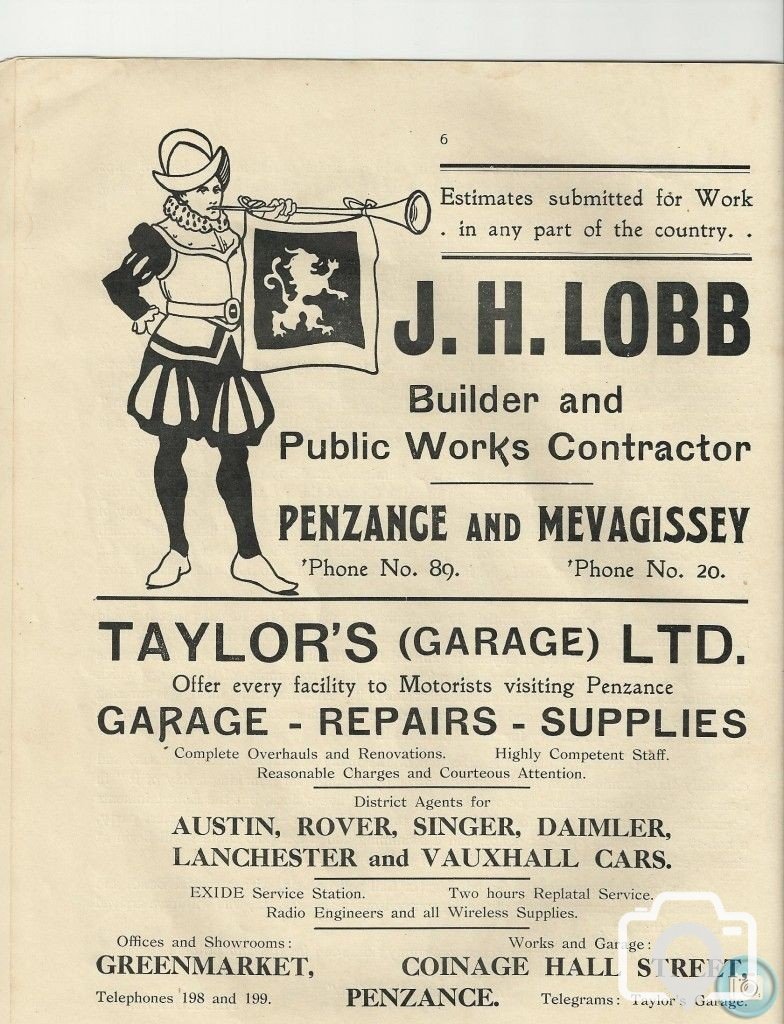 6
Estimates submitted for Work
. in any part of the country. .
J. H. LOBB
Builder and
Public Works Contractor
PENZANCE AND MEVAGISSEY
'Phone No. 89. 'Phone No. 20.
TAYLOR'S (GARAGE) LTD.
Offer every facility to Motorists visiting Penzance
GARAGE - REPAIRS - SUPPLIES
Complete Overhauls and Renovations. Highly Competent Staff.
Reasonable Charges and Courteous Attention.
District Agents for
AUSTIN, ROVER, SINGER, DAIMLER,
LANCHESTER and VAUXHALL CARS.
EXIDE Service Station. Two hours Replatal Service.
Radio Engineers and all Wireless Supplies.
Offices and Showrooms: Works and Garage:
GREENMARKET, COINAGE HALL STREET,
Telephones 198 and 199. PENZANCE. Telegrams: Taylor's Garage.